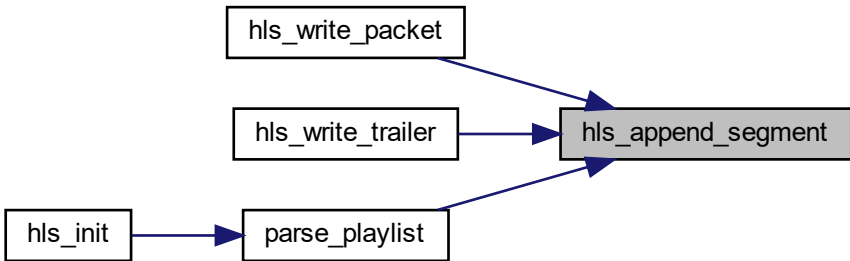 hls_write_packet
hls_write_trailer
hls_append_segment
hls_init
parse_playlist